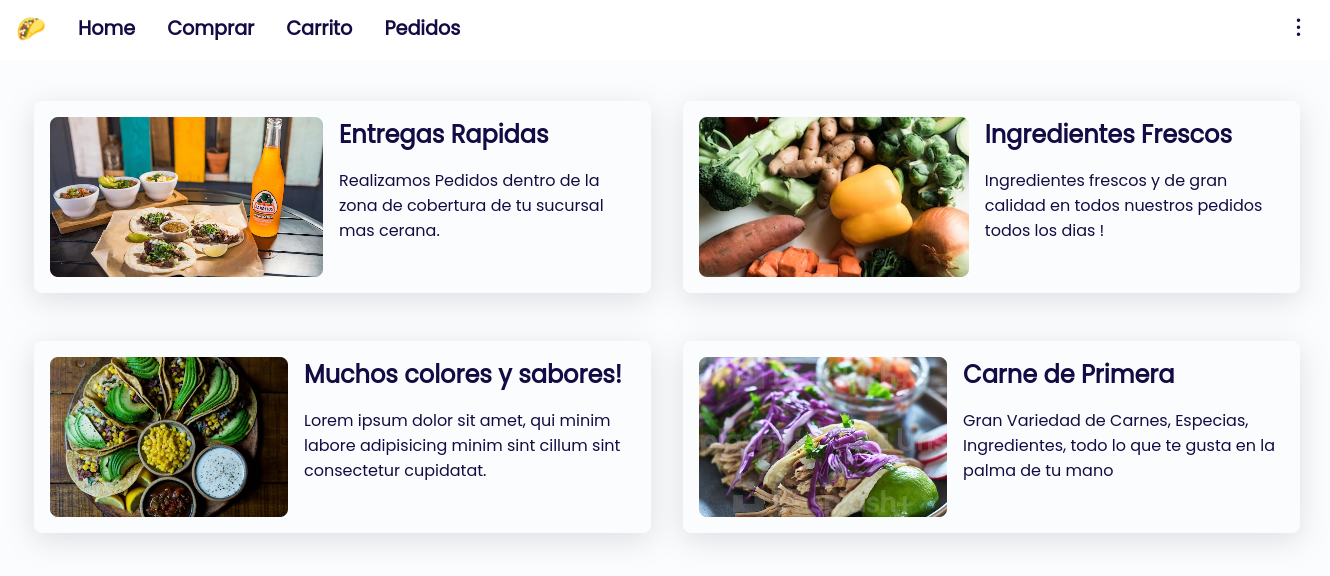 Home Comprar Carrito Pedidos
Entregas Rapidas
Realizamos Pedidos dentro de la
zona de cobertura de tu sucursal
mas cerana.
Ingredientes Frescos
Ingredientes frescos y de gran
calidad en todos nuestros pedidos
todos los dias !
Muchos colores y sabores!
Lorem ipsum dolor sit amet, qui minim
labore adipisicing minim sint cillum sint
consectetur cupidatat.
Carne de Primera
Gran Variedad de Carnes, Especias,
Ingredientes, todo lo que te gusta en la
palma de tu mano